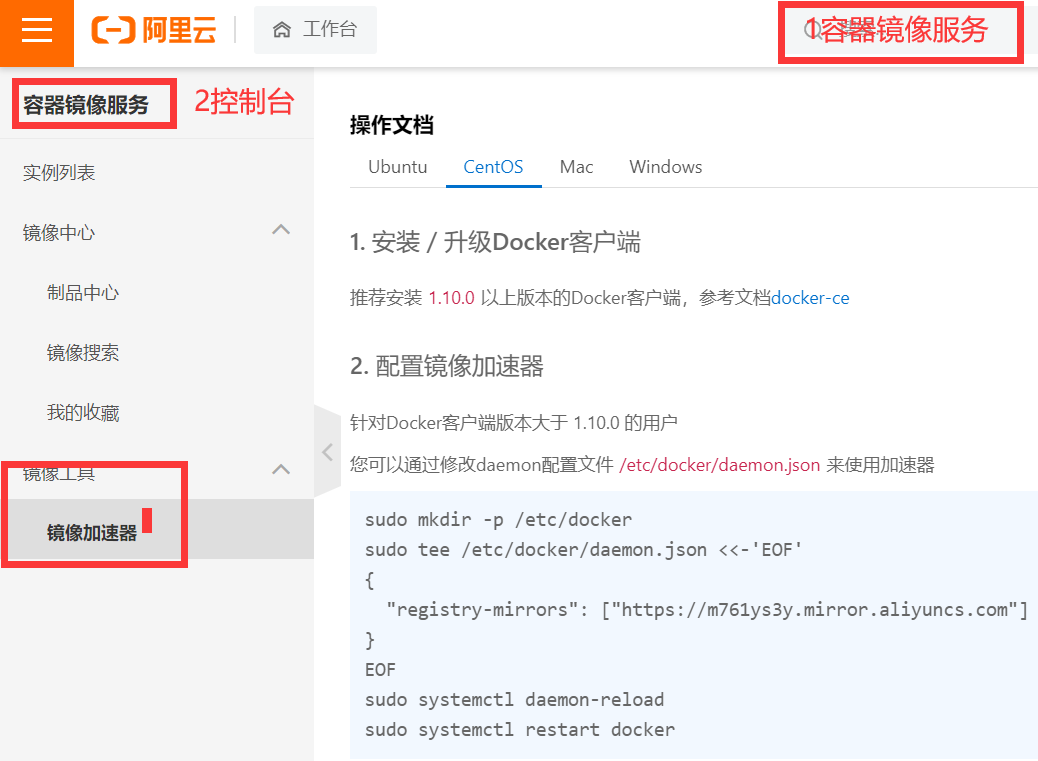 阿里云
工作台
1容器镜像服务
容器镜像服务
2控制台
实例列表
镜像中心
制品中心
镜像搜索
我的收藏
镜像工具
镜像加速器
操作文档
Ubuntu
CentOS
Mac
Windows
1. 安装 / 升级Docker客户端
推荐安装 1.10.0 以上版本的Docker客户端，参考文档docker-ce
2. 配置镜像加速器
针对Docker客户端版本大于 1.10.0 的用户
您可以通过修改daemon配置文件 /etc/docker/daemon.json 来使用加速器
sudo mkdir -p /etc/docker
sudo tee /etc/docker/daemon.json <<-'EOF'
{
"registry-mirrors": ["https://m761ys3y.mirror.aliyuncs.com"]
}
EOF
sudo systemctl daemon-reload
sudo systemctl restart docker